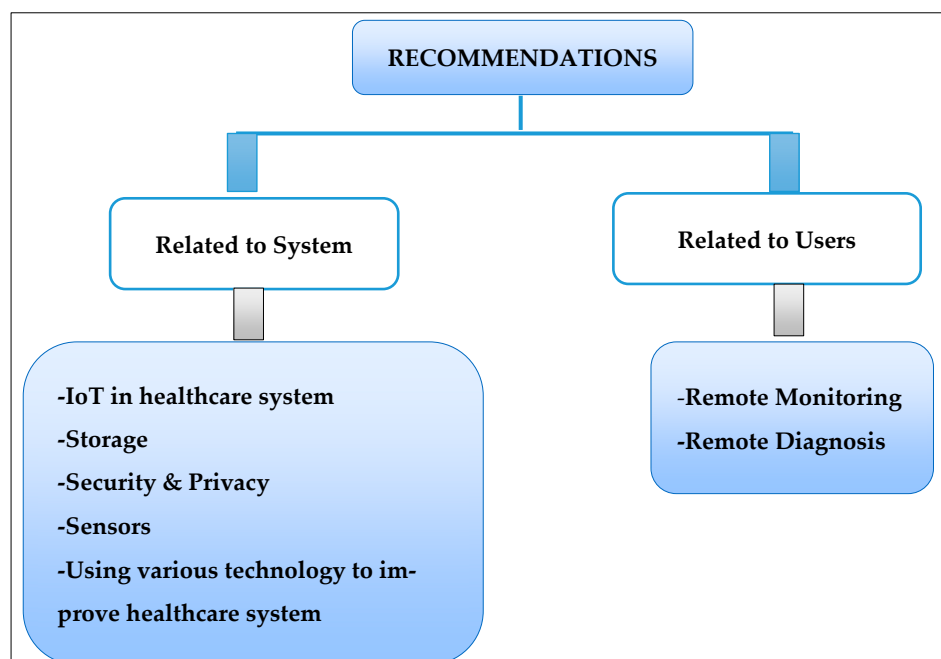 RECOMMENDATIONS
Related to System
Related to Users
-IoT in healthcare system
-Storage
-Security & Privacy
-Sensors
-Using various technology to im-
prove healthcare system
-Remote Monitoring
-Remote Diagnosis